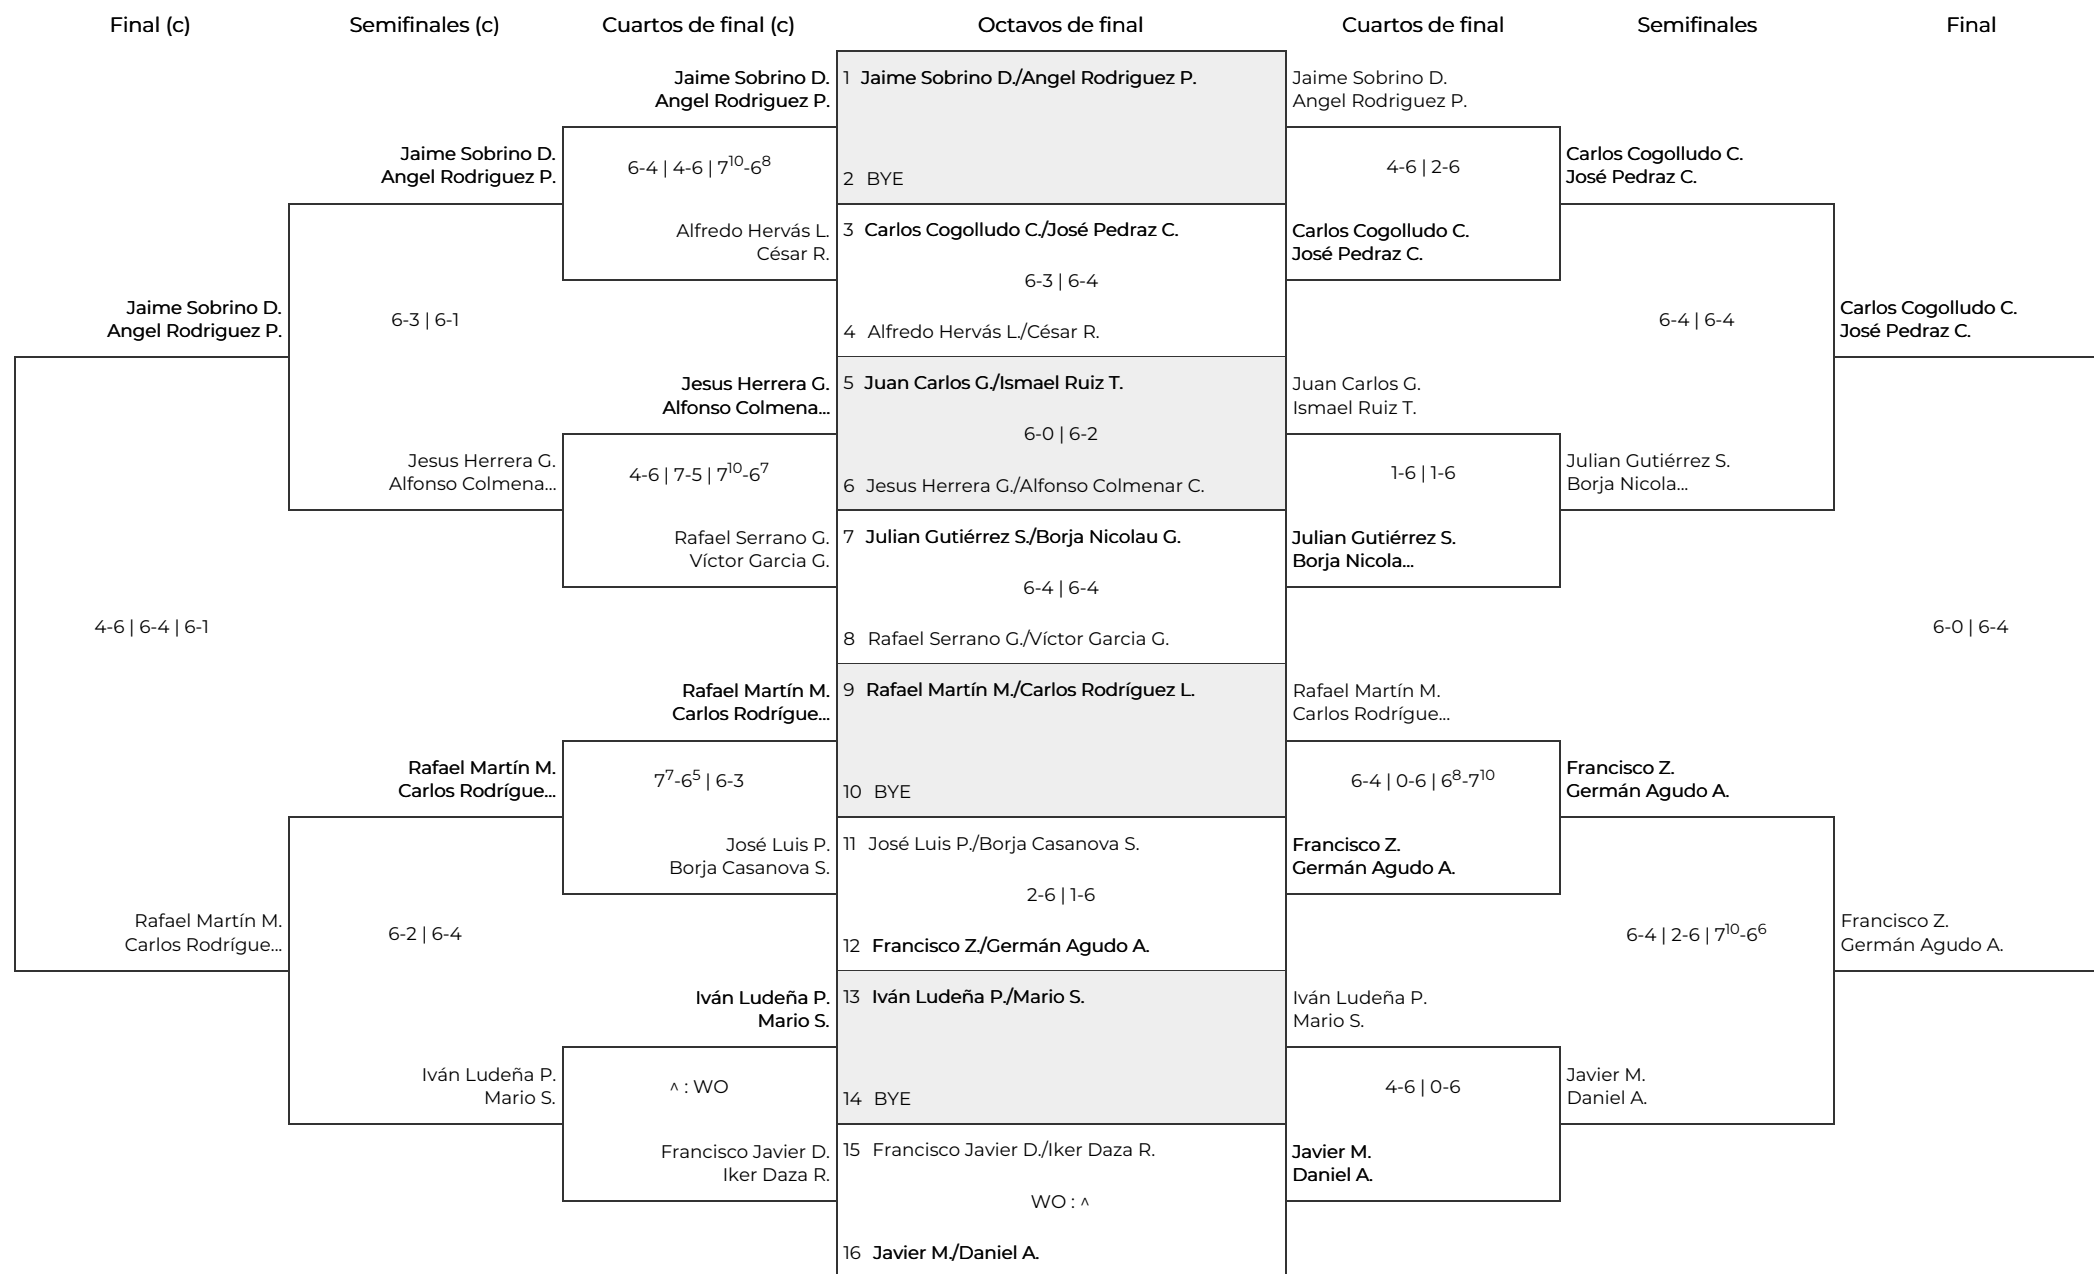 Final (c)
Semifinales (c)
Cuartos de final (c)
Octavos de final
Cuartos de final
Semifinales
Final
Jaime Sobrino D.
Angel Rodriguez P.
6-4 | 4-6 | 7¹⁰-6⁸
Alfredo Hervás L.
César R.
Jesus Herrera G.
Alfonso Colmena...
4-6 | 7-5 | 7¹⁰-6⁷
Rafael Serrano G.
Víctor Garcia G.
Rafael Martín M.
Carlos Rodrígue...
7⁷-6⁵ | 6-3
José Luis P.
Borja Casanova S.
Iván Ludeña P.
Mario S.
^ : WO
Francisco Javier D.
Iker Daza R.
Jaime Sobrino D.
Angel Rodriguez P.
6-3 | 6-1
Jesus Herrera G.
Alfonso Colmena...
Rafael Martín M.
Carlos Rodrígue...
6-2 | 6-4
Iván Ludeña P.
Mario S.
Jaime Sobrino D.
Angel Rodriguez P.
4-6 | 6-4 | 6-1
Rafael Martín M.
Carlos Rodrígue...
1 Jaime Sobrino D./Angel Rodriguez P.
2 BYE
3 Carlos Cogolludo C./José Pedraz C.
6-3 | 6-4
4 Alfredo Hervás L./César R.
5 Juan Carlos G./Ismael Ruiz T.
6-0 | 6-2
6 Jesus Herrera G./Alfonso Colmenar C.
7 Julian Gutiérrez S./Borja Nicolau G.
6-4 | 6-4
8 Rafael Serrano G./Víctor Garcia G.
9 Rafael Martín M./Carlos Rodríguez L.
10 BYE
11 José Luis P./Borja Casanova S.
2-6 | 1-6
12 Francisco Z./Germán Agudo A.
13 Iván Ludeña P./Mario S.
14 BYE
15 Francisco Javier D./Iker Daza R.
WO : ^
16 Javier M./Daniel A.
Jaime Sobrino D.
Angel Rodriguez P.
4-6 | 2-6
Carlos Cogolludo C.
José Pedraz C.
Juan Carlos G.
Ismael Ruiz T.
1-6 | 1-6
Julian Gutiérrez S.
Borja Nicola...
Rafael Martín M.
Carlos Rodrígue...
6-4 | 0-6 | 6⁸-7¹⁰
Francisco Z.
Germán Agudo A.
Iván Ludeña P.
Mario S.
4-6 | 0-6
Javier M.
Daniel A.
Carlos Cogolludo C.
José Pedraz C.
6-4 | 6-4
Julian Gutiérrez S.
Borja Nicola...
Francisco Z.
Germán Agudo A.
6-4 | 2-6 | 7¹⁰-6⁶
Javier M.
Daniel A.
Carlos Cogolludo C.
José Pedraz C.
6-0 | 6-4
Francisco Z.
Germán Agudo A.